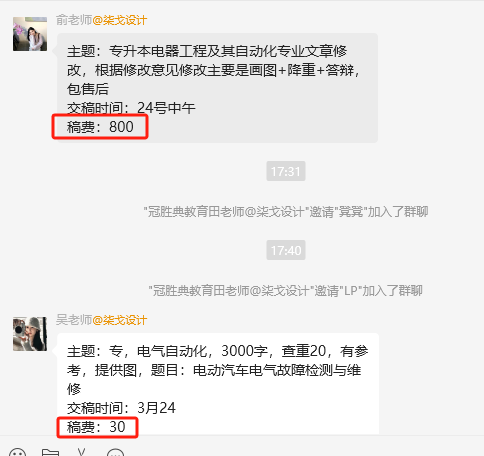 俞老师@柒戈设计
主题：专升本电器工程及其自动化专业文章修
改，根据修改意见修改主要是画图+降重+答辩，
包售后
交稿时间：24号中午
稿费：800
17:31
"冠胜典教育田老师@柒戈设计"邀请"箕箕"加入了群聊
17:40
"冠胜典教育田老师@柒戈设计"邀请"LP"加入了群聊
吴老师@柒戈设计
主题：专，电气自动化，3000字，查重20，有参
考，提供图，题目：电动汽车电气故障检测与维
修
交稿时间：3月24
稿费：30